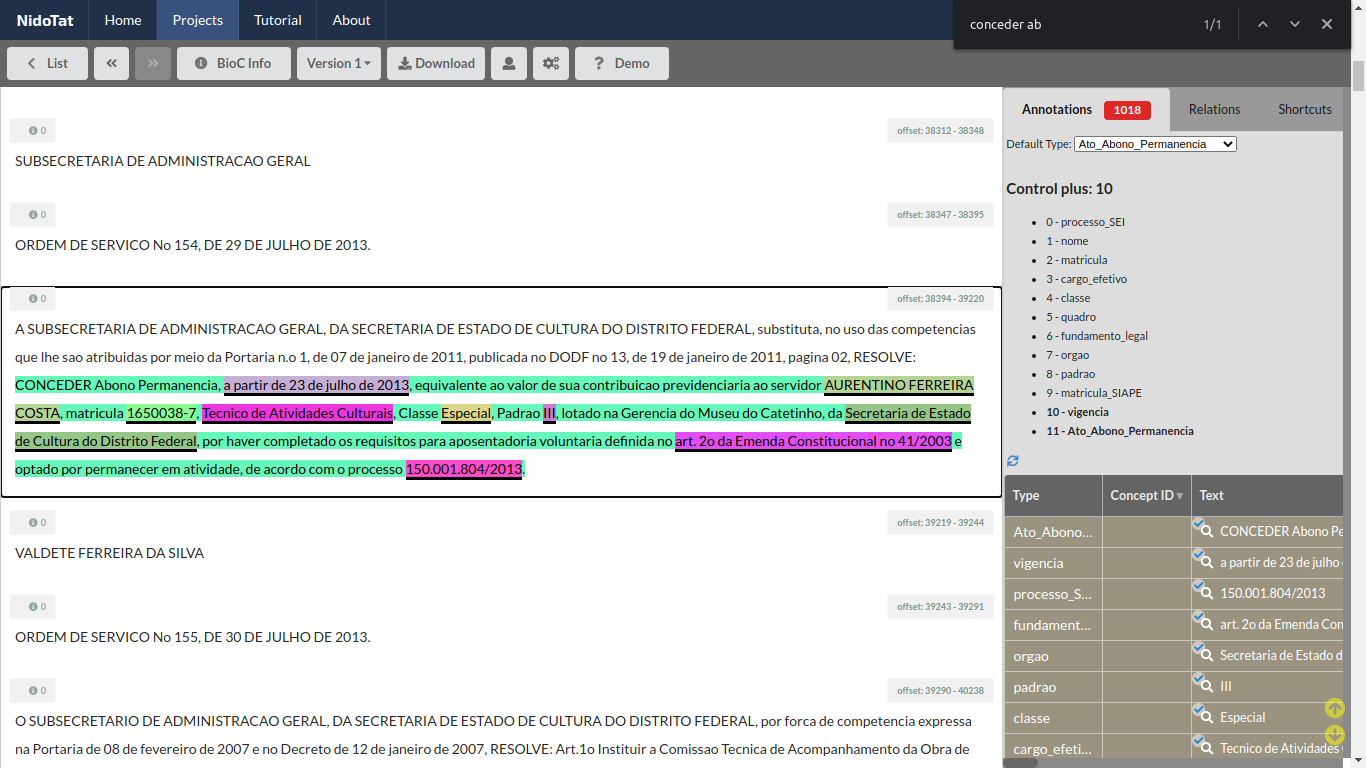 NidoTat Home Projects Tutorial About
conceder ab 1/1
List « » BioC Info Version 1 Download Demo
Annotations 1018 Relations Shortcuts
Default Type: Ato_Abono_Permanencia
Control plus: 10
0 - processo_SEI
1 - nome
2 - matricula
3 - cargo_efetivo
4 - classe
5 - quadro
6 - fundamento_legal
7 - orgao
8 - padrao
9 - matricula_SIAPE
10 - vigencia
11 - Ato_Abono_Permanencia
0 offset: 38312 - 38348
SUBSECRETARIA DE ADMINISTRACAO GERAL
0 offset: 38347 - 38395
ORDEM DE SERVICO No 154, DE 29 DE JULHO DE 2013.
0 offset: 38394 - 39220
A SUBSECRETARIA DE ADMINISTRACAO GERAL, DA SECRETARIA DE ESTADO DE CULTURA DO DISTRITO FEDERAL, substituta, no uso das competencias
que lhe sao atribuidas por meio da Portaria n.o 1, de 07 de janeiro de 2011, publicada no DODF no 13, de 19 de janeiro de 2011, pagina 02, RESOLVE:
CONCEDER Abono Permanencia, a partir de 23 de julho de 2013, equivalente ao valor de sua contribuicao previdenciaria ao servidor AURENTINO FERREIRA
COSTA, matricula 1650038-7, Tecnico de Atividades Culturais, Classe Especial, Padrao III, lotado na Gerencia do Museu do Catetinho, da Secretaria de Estado
de Cultura do Distrito Federal, por haver completado os requisitos para aposentadoria voluntaria definida no art. 2o da Emenda Constitucional no 41/2003 e
optado por permanecer em atividade, de acordo com o processo 150.001.804/2013.
0 offset: 39219 - 39244
VALDETE FERREIRA DA SILVA
0 offset: 39243 - 39291
ORDEM DE SERVICO No 155, DE 30 DE JULHO DE 2013.
0 offset: 39290 - 40238
O SUBSECRETARIO DE ADMINISTRACAO GERAL, DA SECRETARIA DE ESTADO DE CULTURA DO DISTRITO FEDERAL, por forca de competencia expressa
na Portaria de 08 de fevereiro de 2007 e no Decreto de 12 de janeiro de 2007, RESOLVE: Art.1o Instituir a Comissao Tecnica de Acompanhamento da Obra de
Type Concept ID Text
Ato_Abono... CONCEDER Abono Pe
vigencia a partir de 23 de julho
processo_S... 150.001.804/2013
fundament... art. 2o da Emenda Con
orgao Secretaria de Estado d
padrao III
classe Especial
cargo_efeti... Tecnico de Atividades